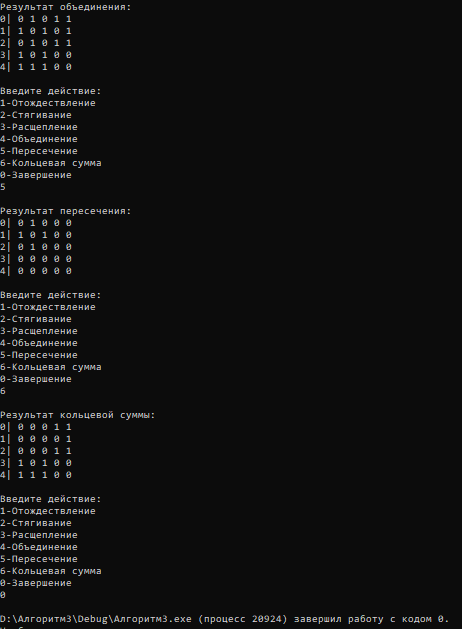 Результат объединения:
0| 0 1 0 1 1
1| 1 0 1 0 1
2| 0 1 0 1 1
3| 1 0 1 0 0
4| 1 1 1 0 0
Введите действие:
1-Отождествление
2-Стягивание
3-Расщепление
4-Объединение
5-Пересечение
6-Кольцевая сумма
0-Завершение
5
Результат пересечения:
0| 0 1 0 0 0
1| 1 0 1 0 0
2| 0 1 0 0 0
3| 0 0 0 0 0
4| 0 0 0 0 0
Введите действие:
1-Отождествление
2-Стягивание
3-Расщепление
4-Объединение
5-Пересечение
6-Кольцевая сумма
0-Завершение
6
Результат кольцевой суммы:
0| 0 0 0 1 1
1| 0 0 0 0 1
2| 0 0 0 1 1
3| 1 0 1 0 0
4| 1 1 1 0 0
Введите действие:
1-Отождествление
2-Стягивание
3-Расщепление
4-Объединение
5-Пересечение
6-Кольцевая сумма
0-Завершение
0
D:\Алгоритм3\Debug\Алгоритм3.exe (процесс 20924) завершил работу с кодом 0.